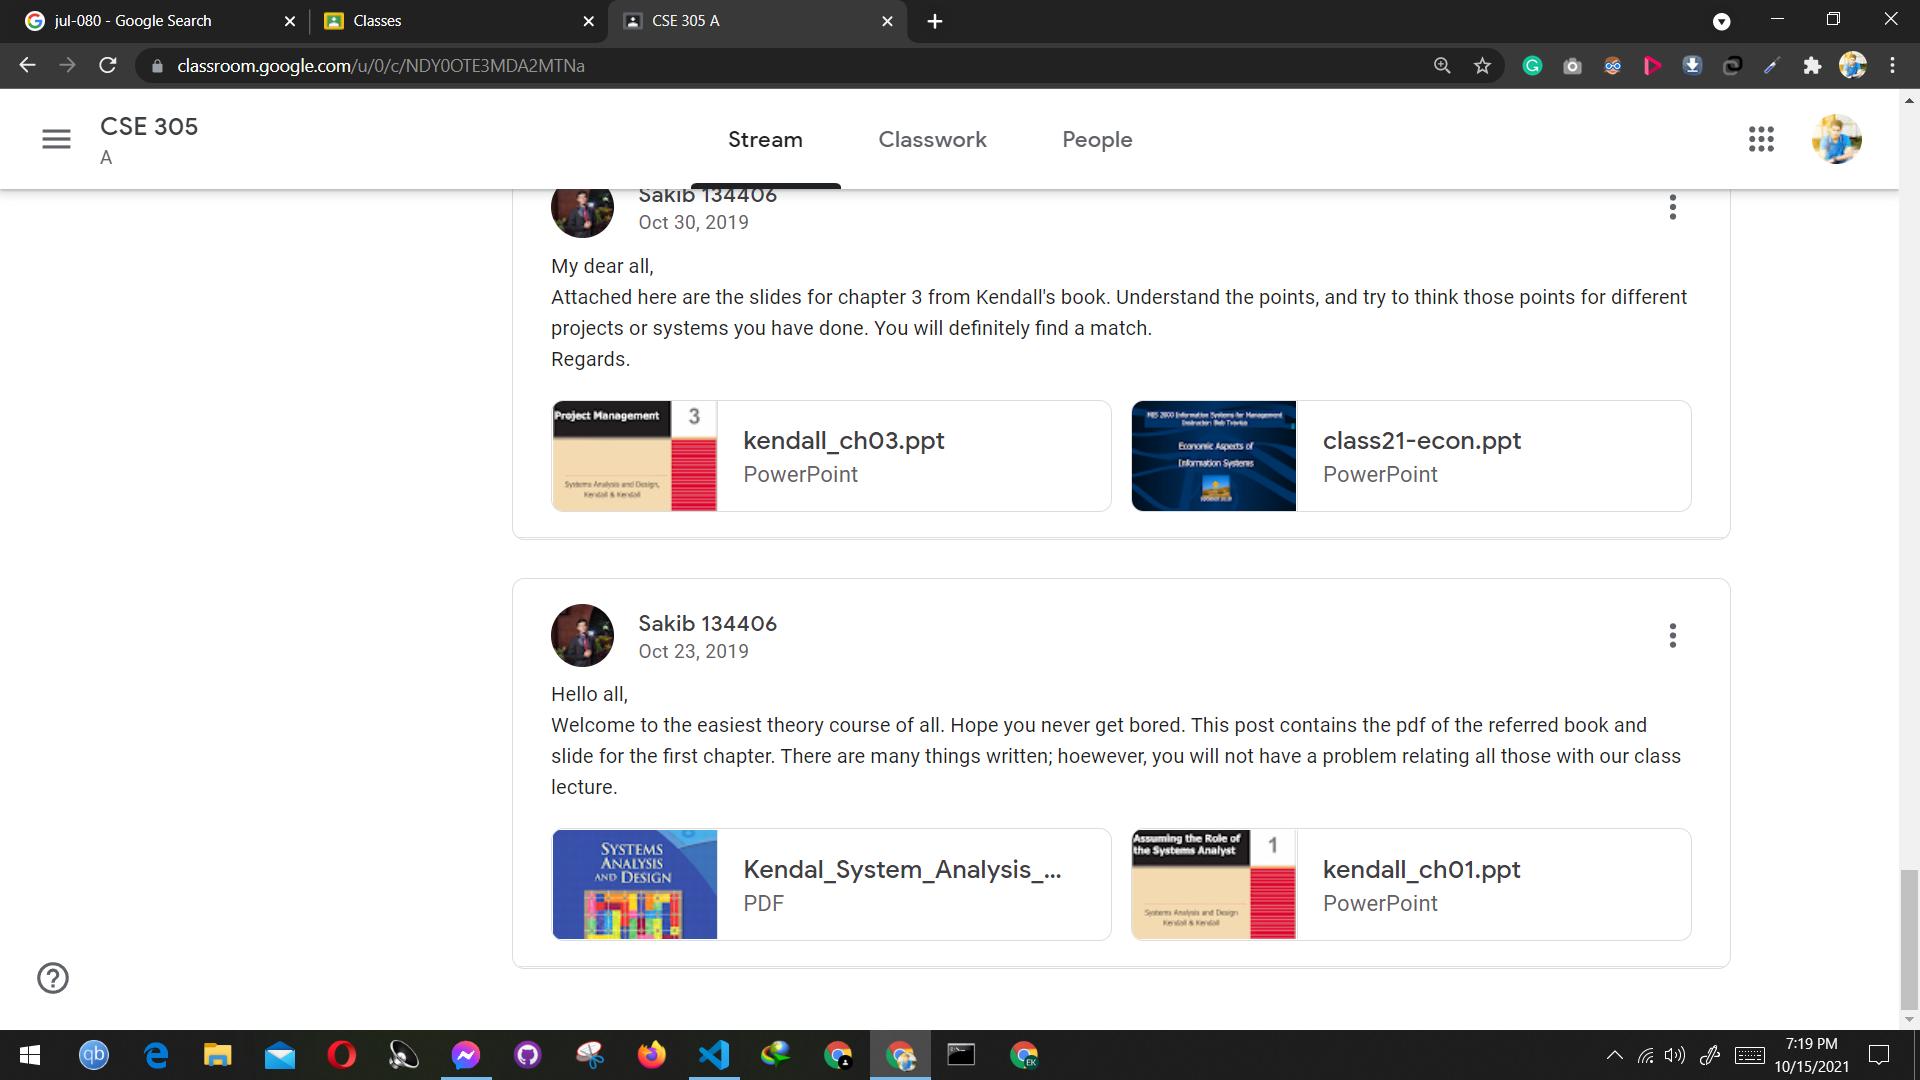 jul-080 - Google Search
Classes
CSE 305 A
classroom.google.com/u/0/c/NDY0OTE3MDA2MTNa
CSE 305
A
Stream
Classwork
People
Sakib 134406
Oct 30, 2019
My dear all,
Attached here are the slides for chapter 3 from Kendall's book. Understand the points, and try to think those points for different
projects or systems you have done. You will definitely find a match.
Regards.
Project Management
3
Systems Analysis and Design,
Kendall & Kendall
kendall_ch03.ppt
PowerPoint
Information Systems for Management
Economic Aspects of
Information Systems
class21-econ.ppt
PowerPoint
Sakib 134406
Oct 23, 2019
Hello all,
Welcome to the easiest theory course of all. Hope you never get bored. This post contains the pdf of the referred book and
slide for the first chapter. There are many things written; hoewever, you will not have a problem relating all those with our class
lecture.
SYSTEMS
ANALYSIS
AND DESIGN
Kendal_System_Analysis_...
PDF
Assuming the Role of
the Systems Analyst
1
Systems Analysis and Design
Kendall & Kendall
kendall_ch01.ppt
PowerPoint
qb
EK
7:19 PM
10/15/2021